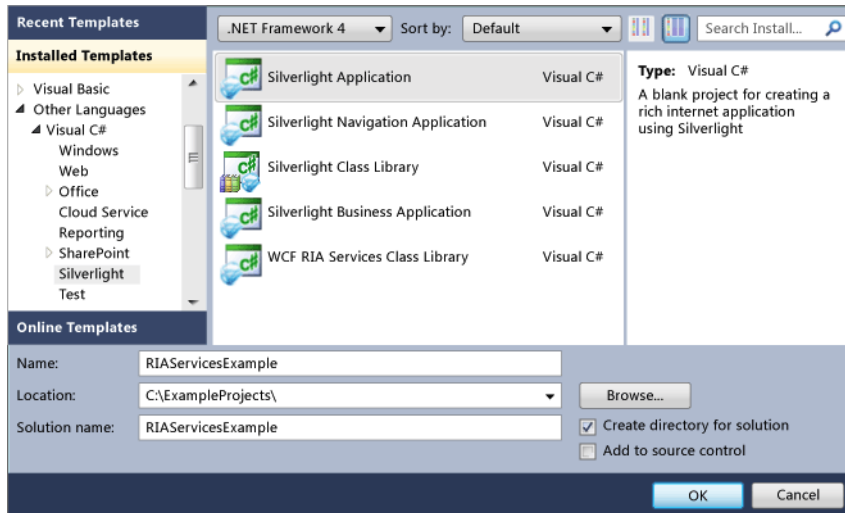 Recent Templates
.NET Framework 4 Sort by: Default Search Install...
Installed Templates
Visual Basic
Other Languages
Visual C#
Windows
Web
Office
Cloud Service
Reporting
SharePoint
Silverlight
Test
Online Templates
Silverlight Application Visual C#
Silverlight Navigation Application Visual C#
Silverlight Class Library Visual C#
Silverlight Business Application Visual C#
WCF RIA Services Class Library Visual C#
Type: Visual C#
A blank project for creating a
rich internet application
using Silverlight
Name: RIAServicesExample
Location: C:\ExampleProjects\ Browse...
Solution name: RIAServicesExample
Create directory for solution
Add to source control
OK Cancel